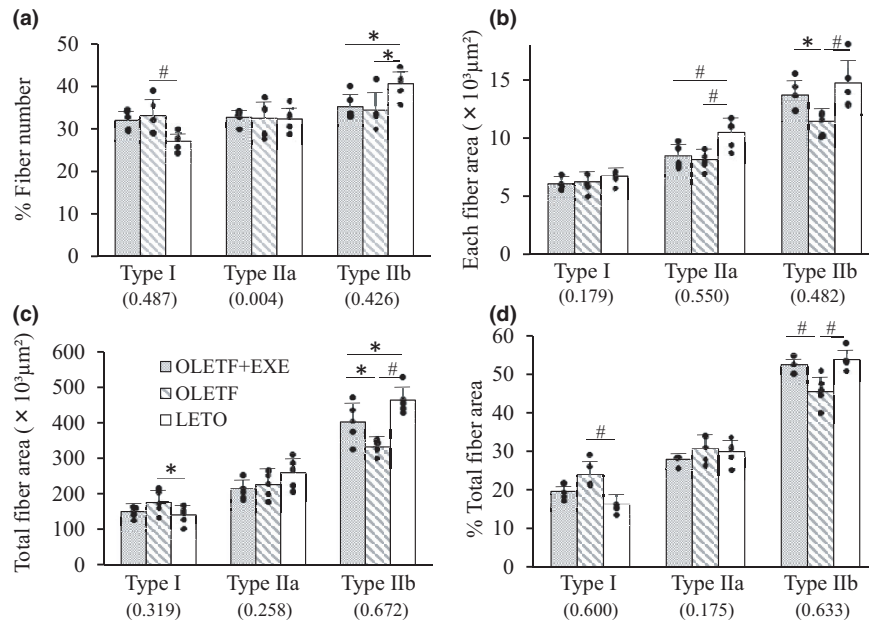 (a)
% Fiber number
50
40
30
20
10
0
#
*
*
Type I
Type IIa
Type IIb
(0.487)
(0.004)
(0.426)
(b)
Each fiber area ( × 10³µm²)
15
10
5
0
#
#
*
#
Type I
Type IIa
Type IIb
(0.179)
(0.550)
(0.482)
(c)
Total fiber area ( × 10³µm²)
600
500
400
300
200
100
0
OLETF+EXE
OLETF
LETO
*
*
*
#
Type I
Type IIa
Type IIb
(0.319)
(0.258)
(0.672)
(d)
% Total fiber area
60
50
40
30
20
10
0
#
#
#
Type I
Type IIa
Type IIb
(0.600)
(0.175)
(0.633)